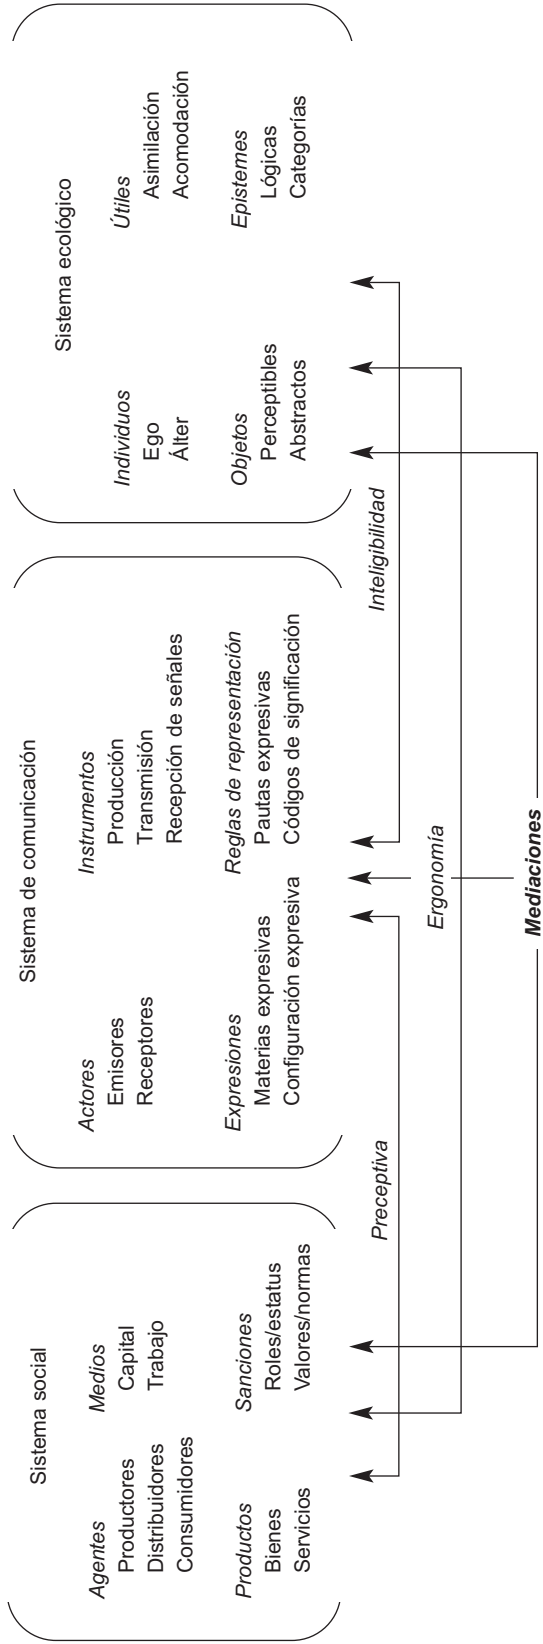 Sistema social
Agentes
Productores
Distribuidores
Consumidores
Medios
Capital
Trabajo
Productos
Bienes
Servicios
Sanciones
Roles/estatus
Valores/normas
Sistema de comunicación
Actores
Emisores
Receptores
Instrumentos
Producción
Transmisión
Recepción de señales
Expresiones
Materias expresivas
Configuración expresiva
Reglas de representación
Pautas expresivas
Códigos de significación
Sistema ecológico
Individuos
Ego
Álter
Útiles
Asimilación
Acomodación
Objetos
Perceptibles
Abstractos
Epistemes
Lógicas
Categorías
Preceptiva
Inteligibilidad
Ergonomía
Mediaciones